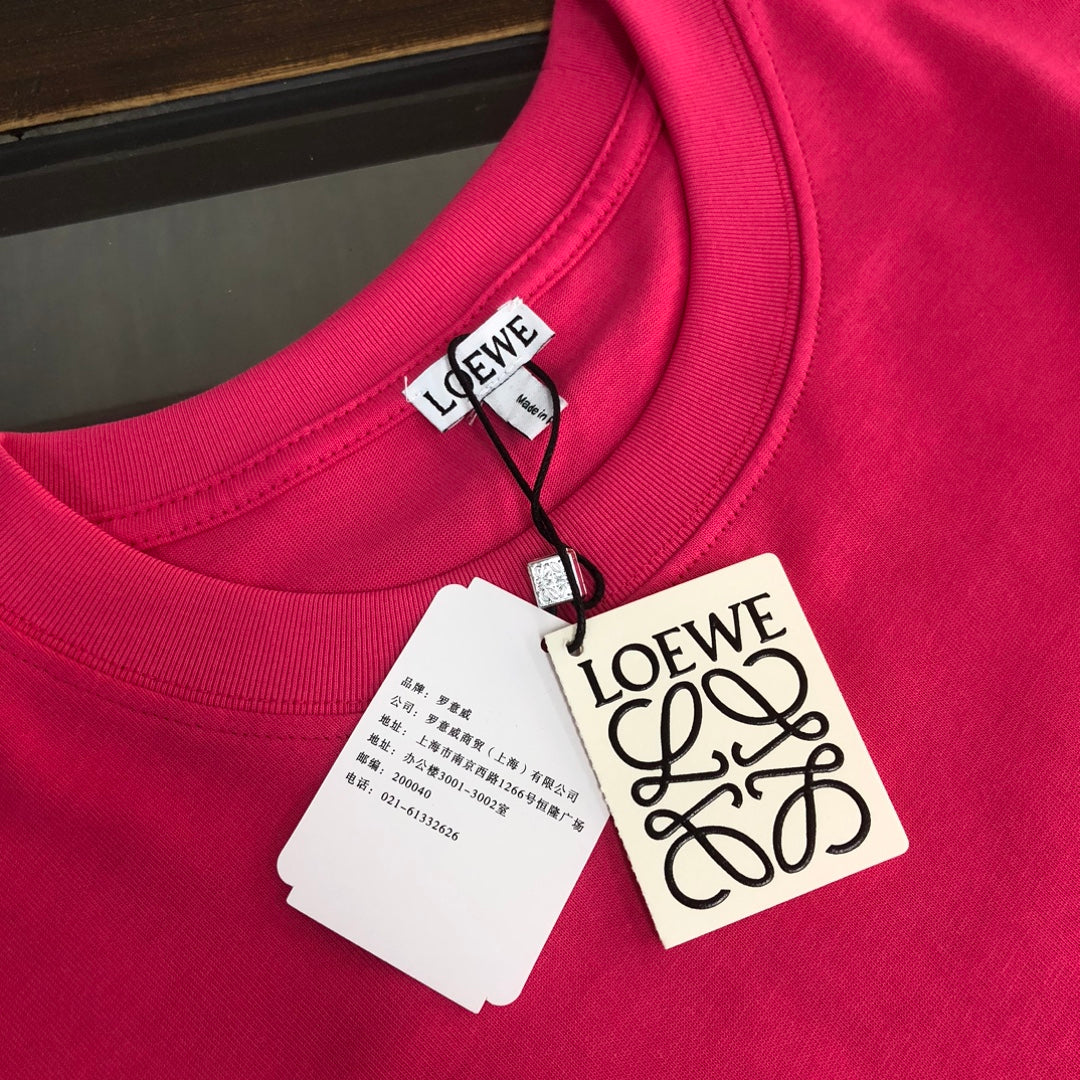 LOEWE
Made in
LOEWE
品牌：罗意威
公司：罗意威商贸（上海）有限公司
地址：上海市南京西路1266号恒隆广场
地址：办公楼3001-3002室
邮编：200040
电话：021-61332626